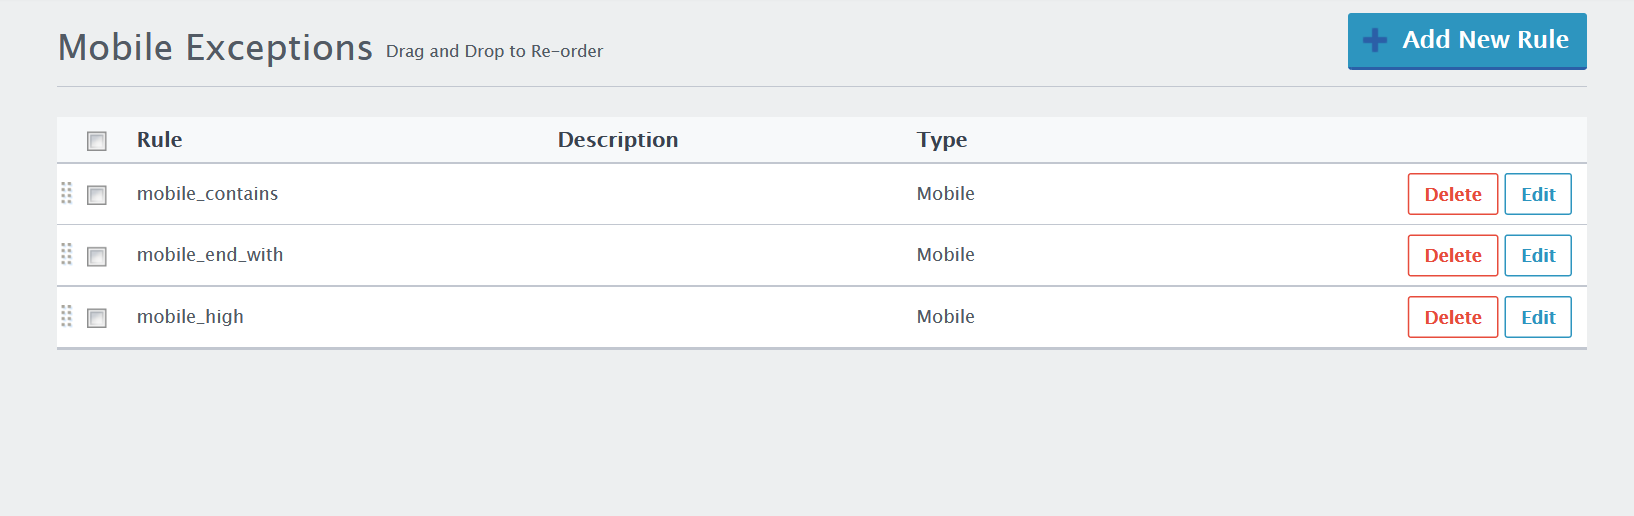 Mobile Exceptions Drag and Drop to Re-order
Add New Rule
Rule Description Type
mobile_contains Mobile Delete Edit
mobile_end_with Mobile Delete Edit
mobile_high Mobile Delete Edit